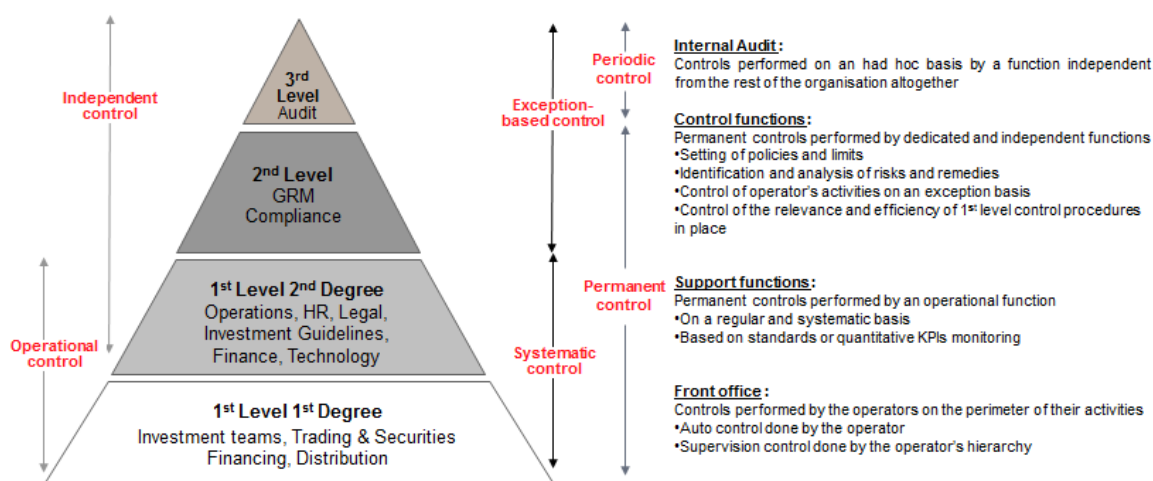 3rd
Level
Audit
2nd Level
GRM
Compliance
1st Level 2nd Degree
Operations, HR, Legal,
Investment Guidelines,
Finance, Technology
1st Level 1st Degree
Investment teams, Trading & Securities
Financing, Distribution
Independent
control
Operational
control
Exception-
based control
Systematic
control
Periodic
control
Permanent
control
Internal Audit :
Controls performed on an had hoc basis by a function independent
from the rest of the organisation altogether
Control functions:
Permanent controls performed by dedicated and independent functions
•Setting of policies and limits
•Identification and analysis of risks and remedies
•Control of operator's activities on an exception basis
•Control of the relevance and efficiency of 1st level control procedures
in place
Support functions:
Permanent controls performed by an operational function
•On a regular and systematic basis
•Based on standards or quantitative KPIs monitoring
Front office :
Controls performed by the operators on the perimeter of their activities
•Auto control done by the operator
•Supervision control done by the operator's hierarchy